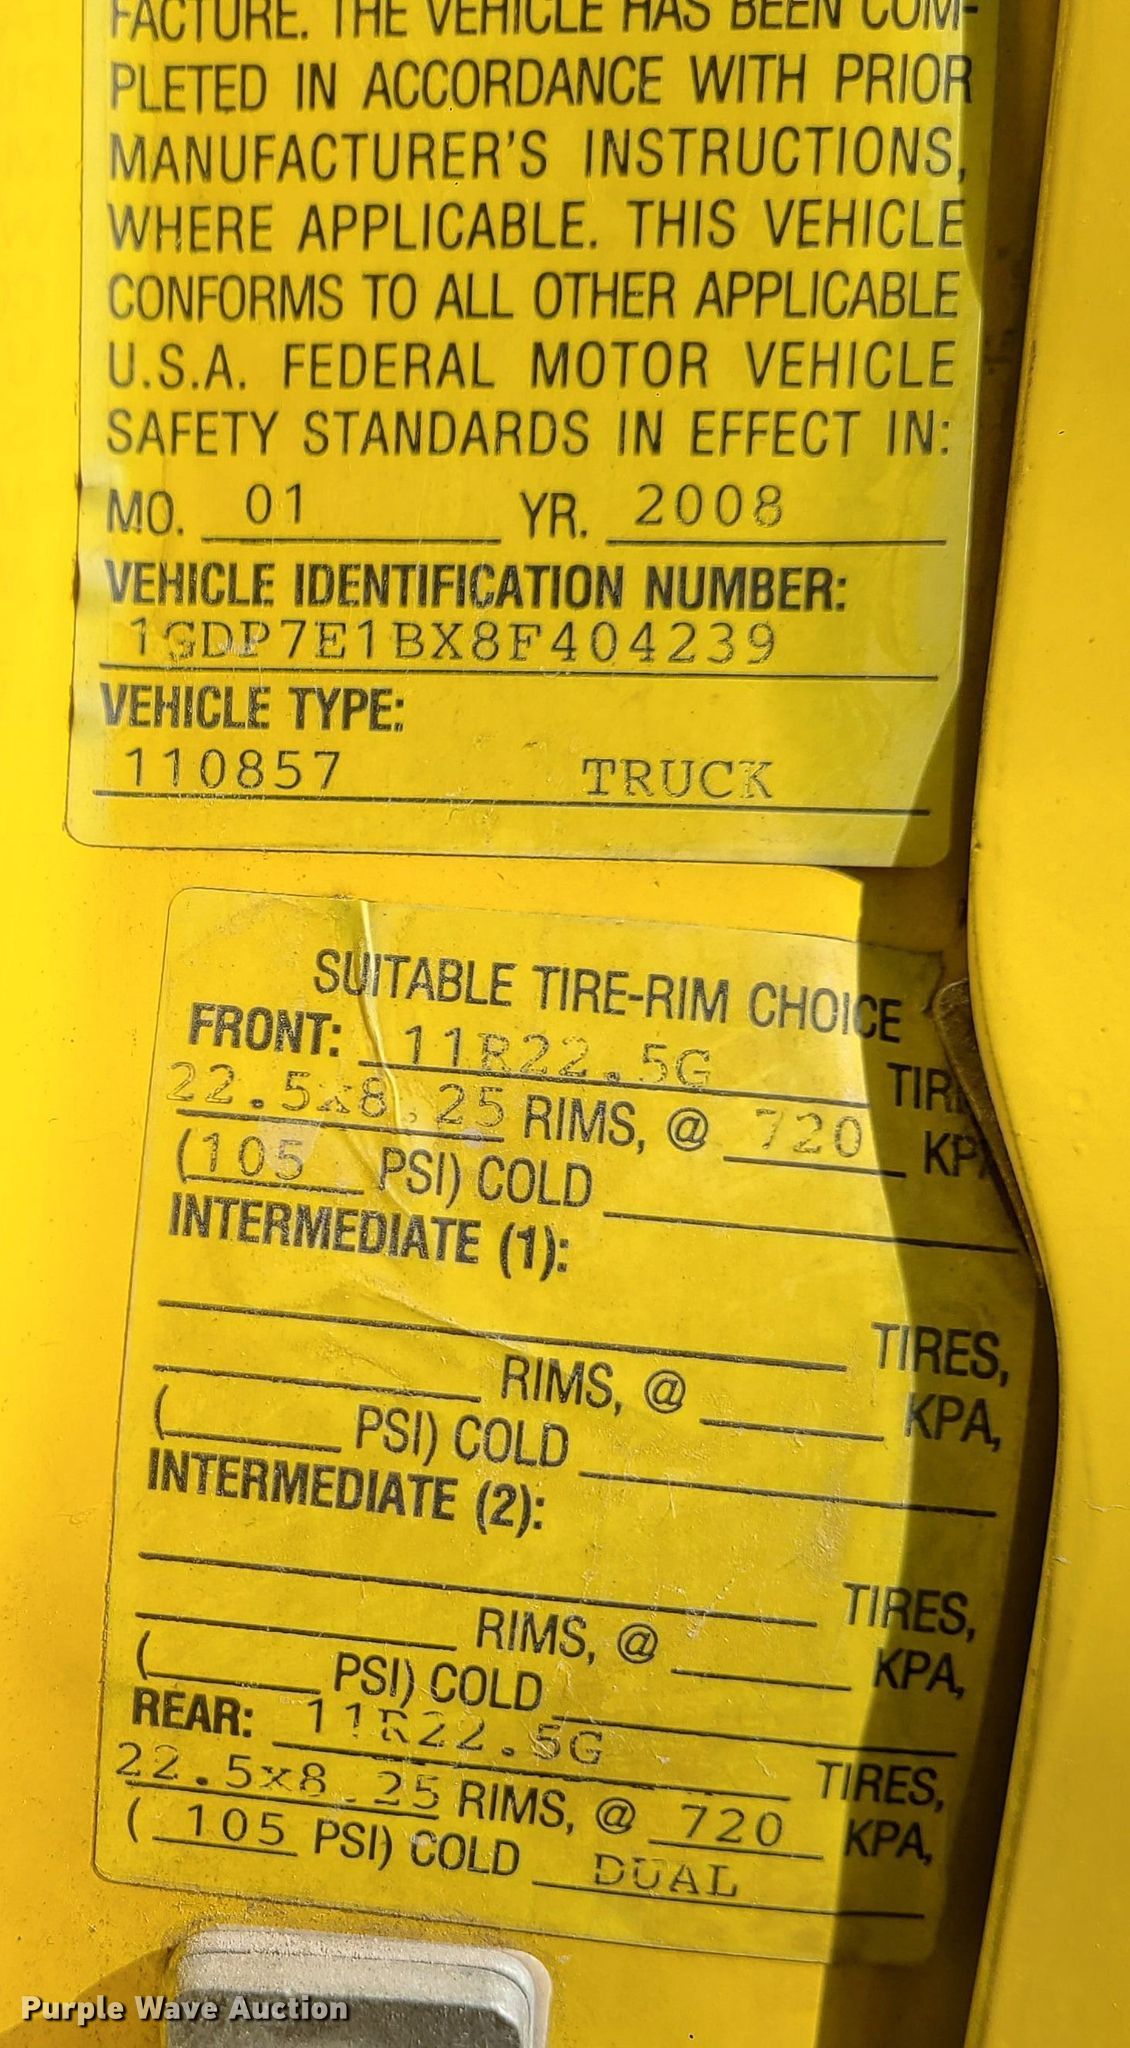 FACTURE. THE VEHICLE HAS BEEN COM-
PLETED IN ACCORDANCE WITH PRIOR
MANUFACTURER'S INSTRUCTIONS,
WHERE APPLICABLE. THIS VEHICLE
CONFORMS TO ALL OTHER APPLICABLE
U.S.A. FEDERAL MOTOR VEHICLE
SAFETY STANDARDS IN EFFECT IN:
MO. 01 YR. 2008
VEHICLE IDENTIFICATION NUMBER:
1GDP7E1BX8F404239
VEHICLE TYPE:
110857 TRUCK
SUITABLE TIRE-RIM CHOICE
FRONT: 11R22.5G
22.5x8.25 RIMS, @ 720
(105 PSI) COLD
INTERMEDIATE (1):
TIRES,
RIMS, @ KPA,
( PSI) COLD
INTERMEDIATE (2):
TIRES,
RIMS, @ KPA,
( PSI) COLD
REAR: 11R22.5G TIRES,
22.5x8.25 RIMS, @ 720 KPA,
( 105 PSI) COLD DUAL
Purple Wave Auction